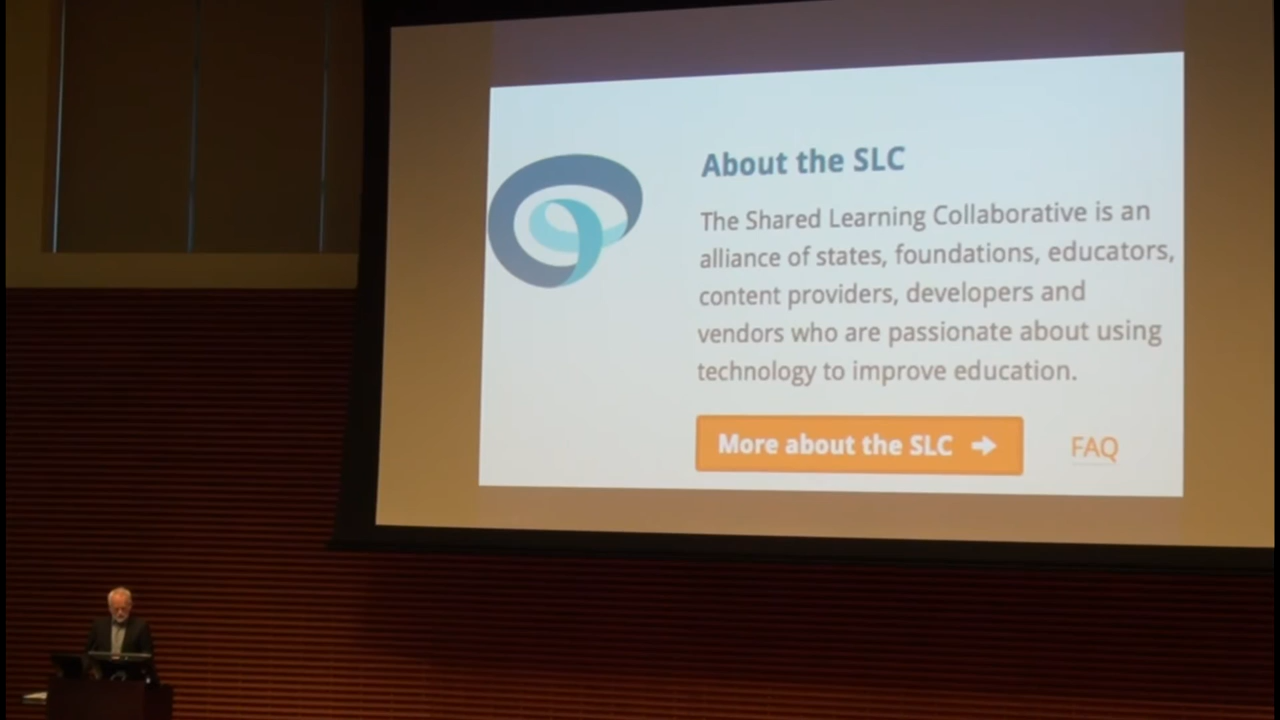 About the SLC
The Shared Learning Collaborative is an
alliance of states, foundations, educators,
content providers, developers and
vendors who are passionate about using
technology to improve education.
More about the SLC
FAQ